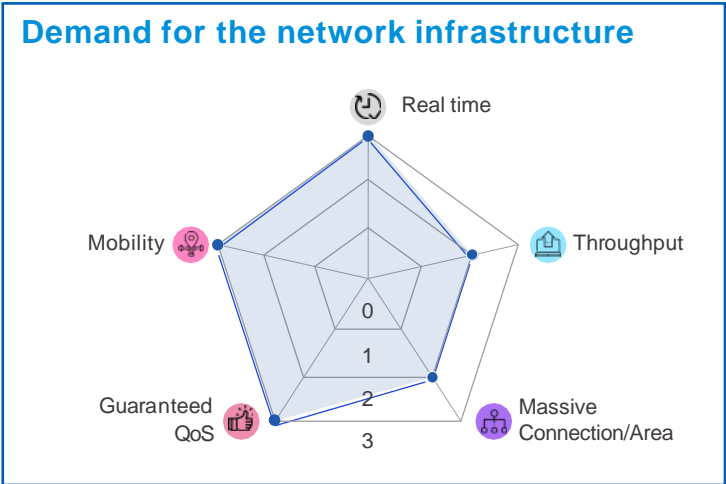 Demand for the network infrastructure
Real time
Mobility
Throughput
0
1
2
3
Guaranteed
QoS
Massive
Connection/Area